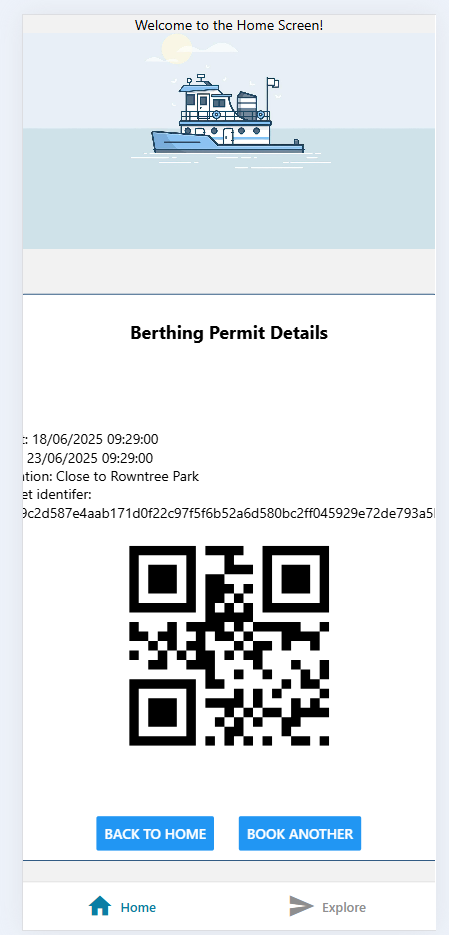 Welcome to the Home Screen!
Berthing Permit Details
: 18/06/2025 09:29:00
23/06/2025 09:29:00
tion: Close to Rowntree Park
et identifer:
9c2d587e4aab171d0f22c97f5f6b52a6d580bc2ff045929e72de793a5
BACK TO HOME
BOOK ANOTHER
Home
Explore